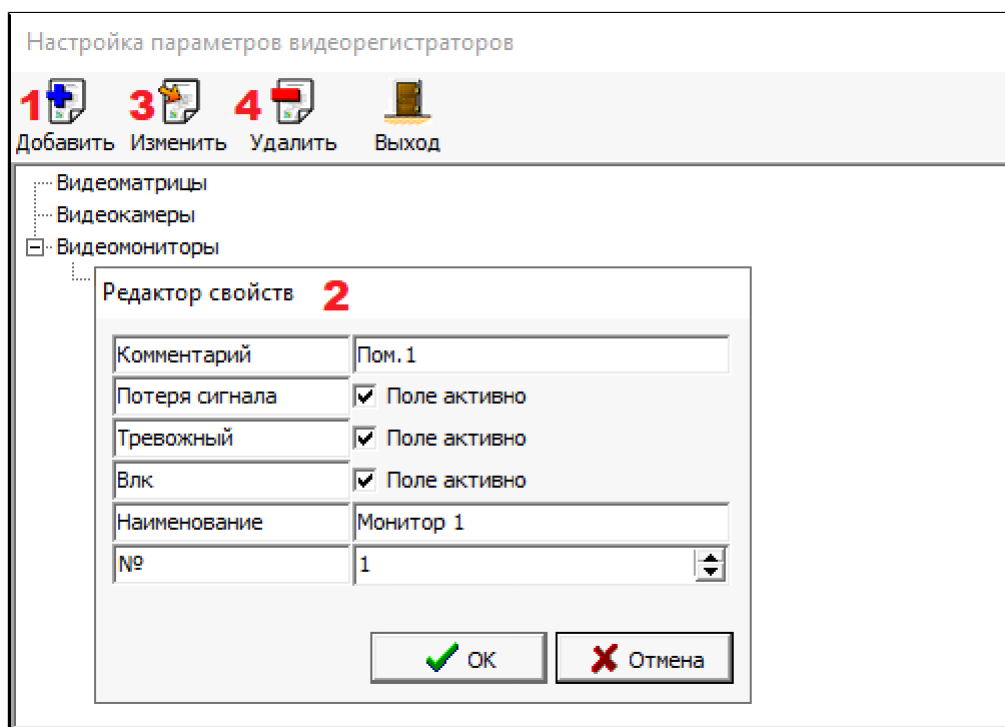 Настройка параметров видеорегистраторов
1 3 4
Добавить Изменить Удалить Выход
Видеоматрицы
Видеокамеры
Видеомониторы
Редактор свойств 2
Комментарий Пом.1
Потеря сигнала Поле активно
Тревожный Поле активно
Влк Поле активно
Наименование Монитор 1
№ 1
OK Отмена